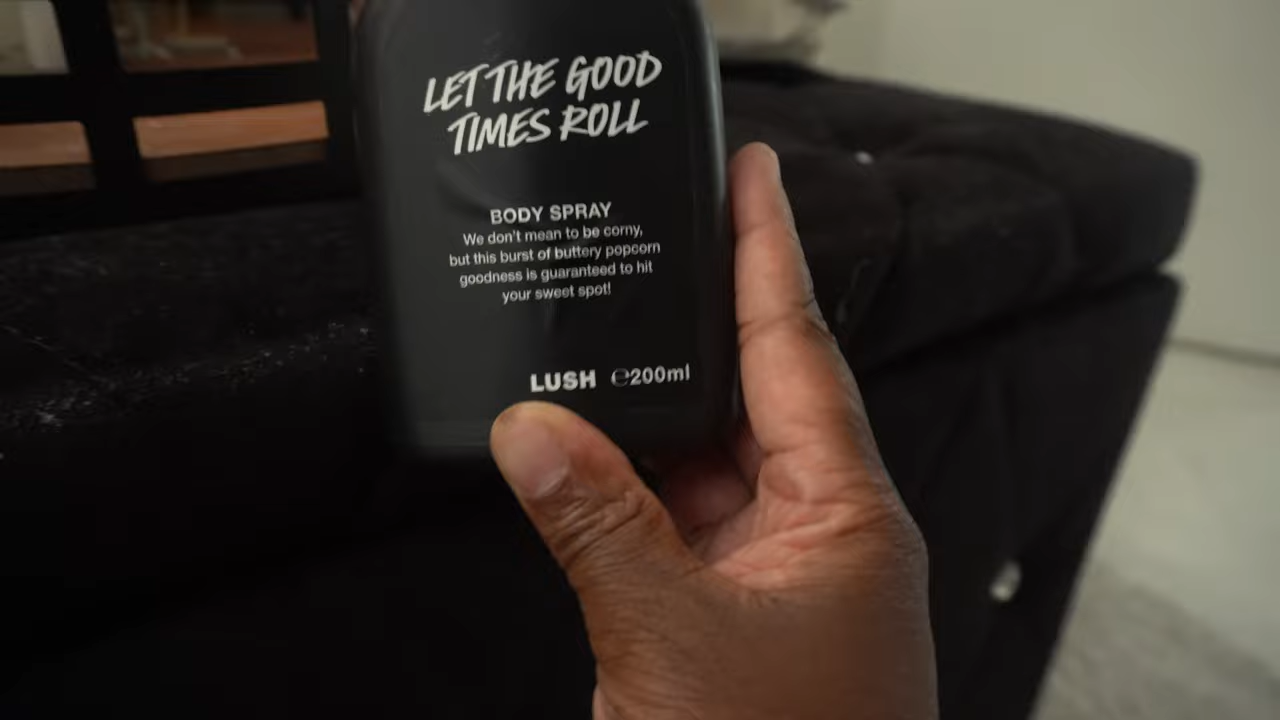 LET THE GOOD
TIMES ROLL
BODY SPRAY
We don't mean to be corny,
but this burst of buttery popcorn
goodness is guaranteed to hit
your sweet spot!
LUSH ℮200ml